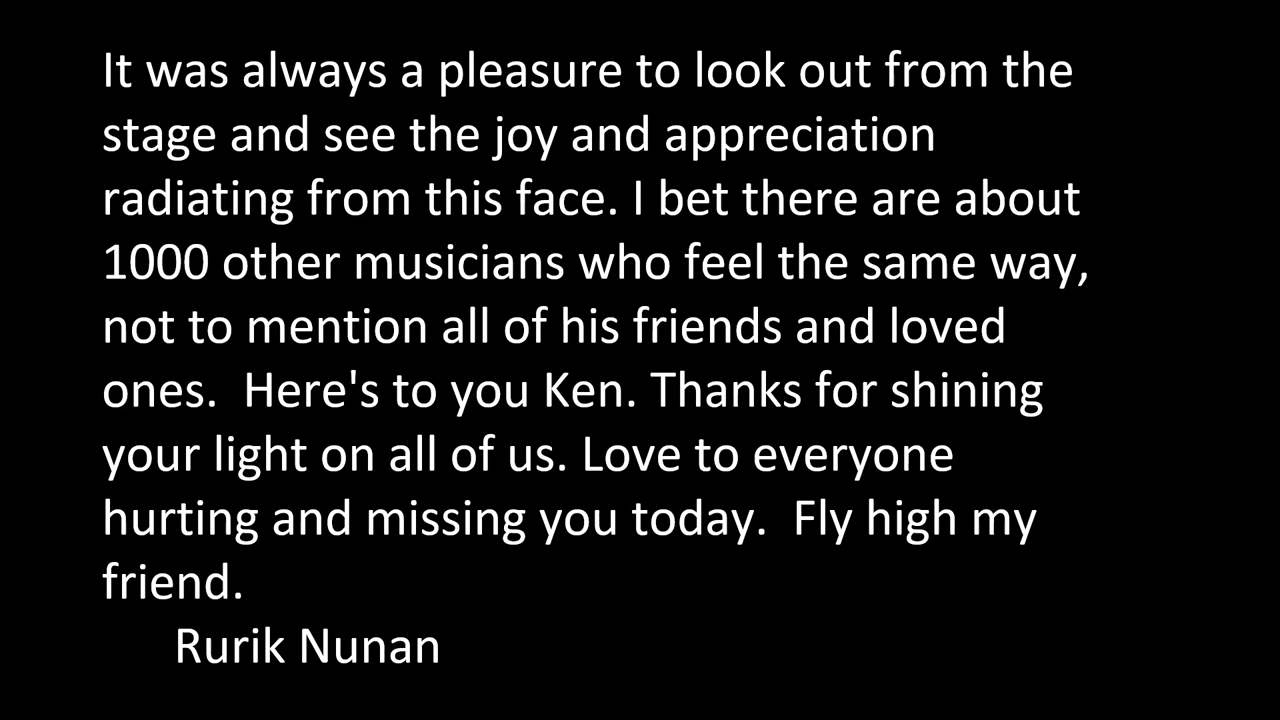 It was always a pleasure to look out from the
stage and see the joy and appreciation
radiating from this face. I bet there are about
1000 other musicians who feel the same way,
not to mention all of his friends and loved
ones.  Here's to you Ken. Thanks for shining
your light on all of us. Love to everyone
hurting and missing you today.  Fly high my
friend.
Rurik Nunan